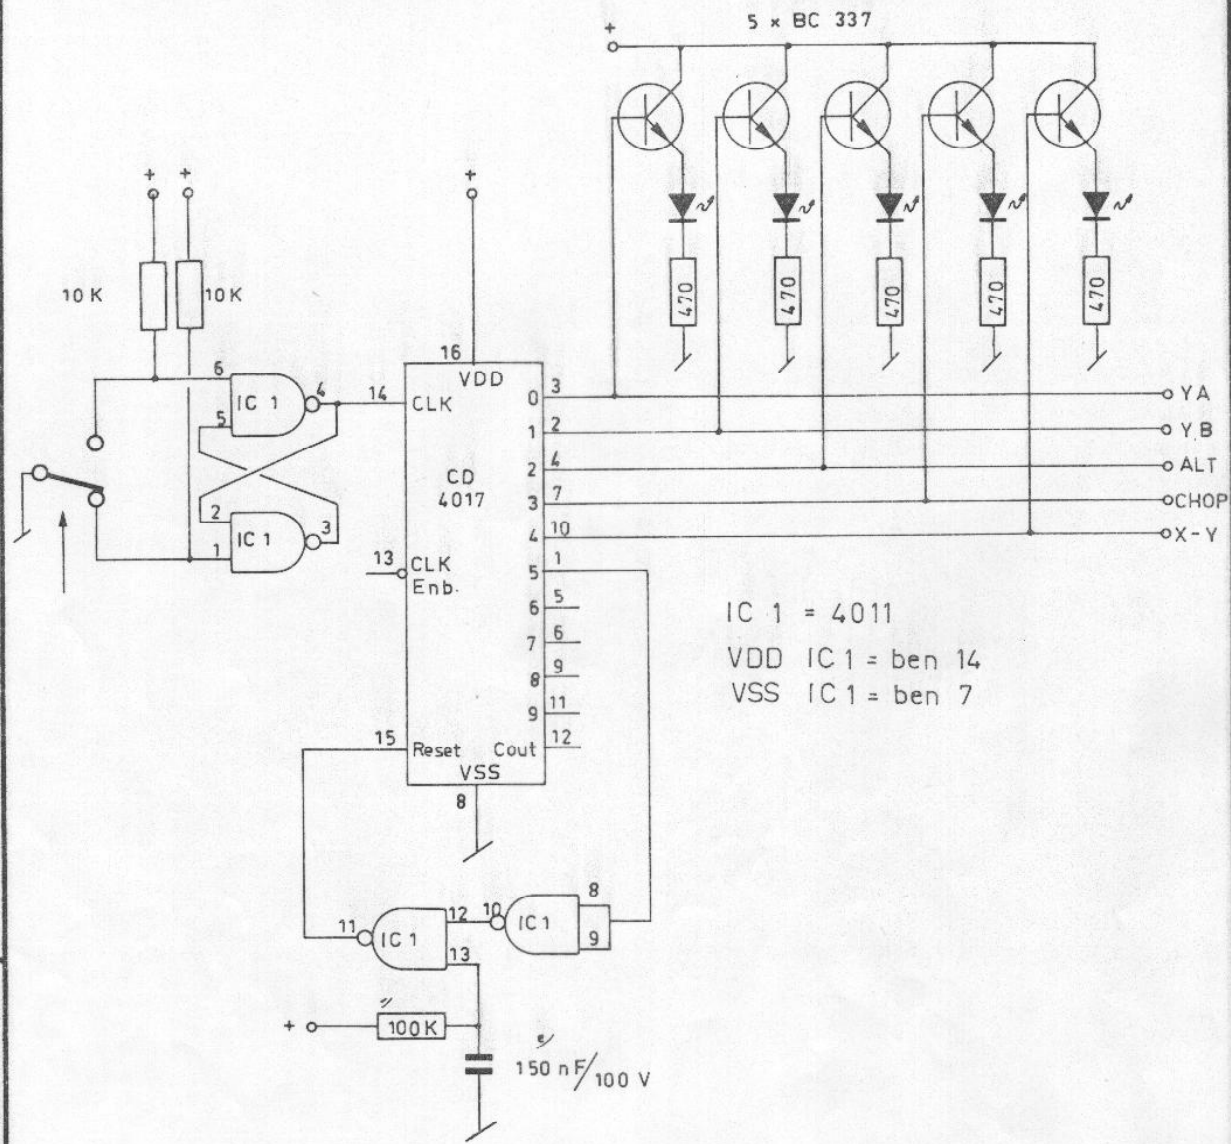 5 x BC 337
+
+ +
+
10K 10K
470 470 470 470 470
6
5
IC 1
4
14
CLK
16
VDD
0 3
YA
1 2
YB
2 4
ALT
3 7
CHOP
4 10
X-Y
CD
4017
2
1
IC 1
3
13
CLK
Enb.
5 1
6 5
7 6
8 9
9 11
Cout 12
15
Reset
VSS
8
IC 1 = 4011
VDD IC 1 = ben 14
VSS IC 1 = ben 7
11
IC 1
12
13
10
IC 1
8
9
+
100K
150 nF/100 V